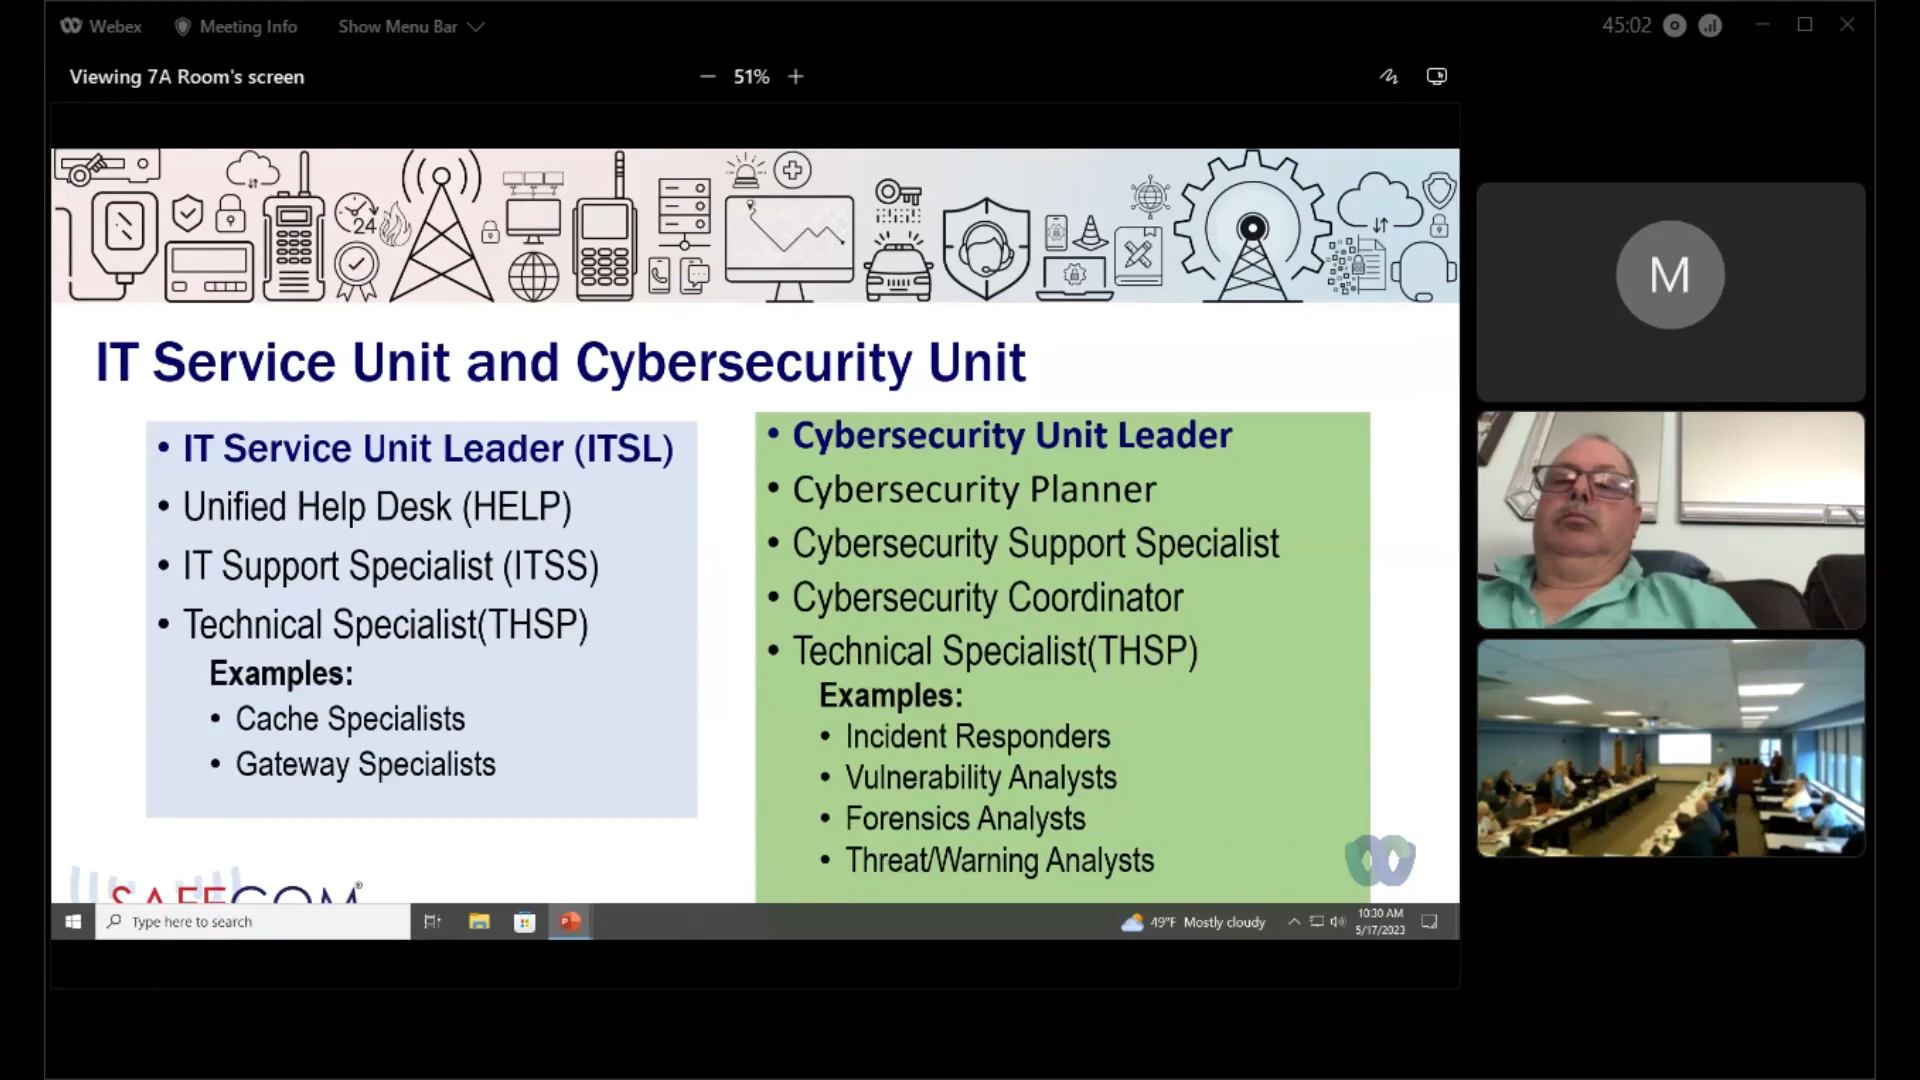 Webex
Meeting Info
Show Menu Bar
45:02
Viewing 7A Room's screen
51%
24
IT Service Unit and Cybersecurity Unit
• IT Service Unit Leader (ITSL)
• Unified Help Desk (HELP)
• IT Support Specialist (ITSS)
• Technical Specialist(THSP)
Examples:
• Cache Specialists
• Gateway Specialists
• Cybersecurity Unit Leader
• Cybersecurity Planner
• Cybersecurity Support Specialist
• Cybersecurity Coordinator
• Technical Specialist(THSP)
Examples:
• Incident Responders
• Vulnerability Analysts
• Forensics Analysts
• Threat/Warning Analysts
SAFECOM®
M
Type here to search
49°F Mostly cloudy
10:30 AM
5/17/2023